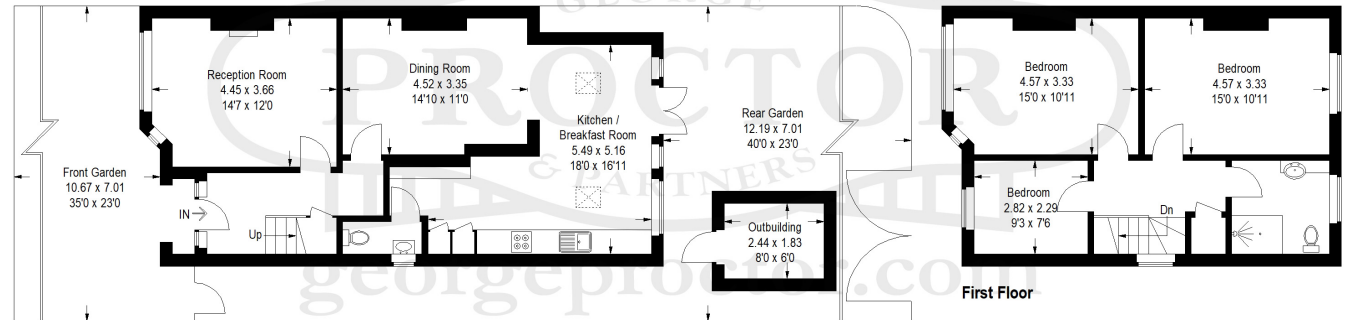 GEORGE
PROCTOR
& PARTNERS
georgeproctor.com
Front Garden
10.67 x 7.01
35'0 x 23'0
IN
Reception Room
4.45 x 3.66
14'7 x 12'0
Up
Dining Room
4.52 x 3.35
14'10 x 11'0
Kitchen /
Breakfast Room
5.49 x 5.16
18'0 x 16'11
Rear Garden
12.19 x 7.01
40'0 x 23'0
Outbuilding
2.44 x 1.83
8'0 x 6'0
Bedroom
4.57 x 3.33
15'0 x 10'11
Bedroom
4.57 x 3.33
15'0 x 10'11
Bedroom
2.82 x 2.29
9'3 x 7'6
Dn
First Floor